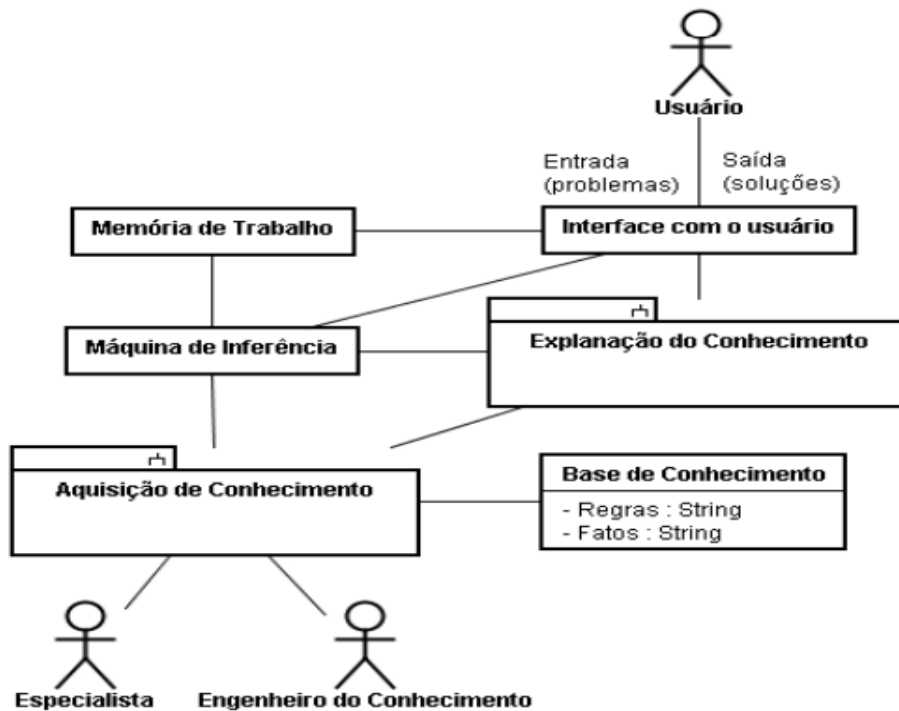 Usuário
Entrada
(problemas)
Saída
(soluções)
Memória de Trabalho
Interface com o usuário
Máquina de Inferência
Explanação do Conhecimento
Aquisição de Conhecimento
Base de Conhecimento
- Regras : String
- Fatos : String
Especialista
Engenheiro do Conhecimento